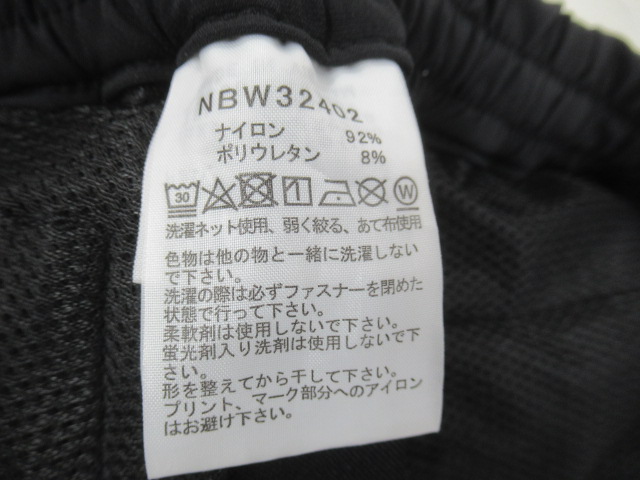 NBW32402
ナイロン 92%
ポリウレタン 8%
30 W
洗濯ネット使用、弱く絞る、あて布使用
色物は他の物と一緒に洗濯しない
で下さい。
洗濯の際は必ずファスナーを閉めた
状態で行って下さい。
柔軟剤は使用しないで下さい。
蛍光剤入り洗剤は使用しないで下
さい。
形を整えてから干して下さい。
プリント、マーク部分へのアイロン
はお避け下さい。